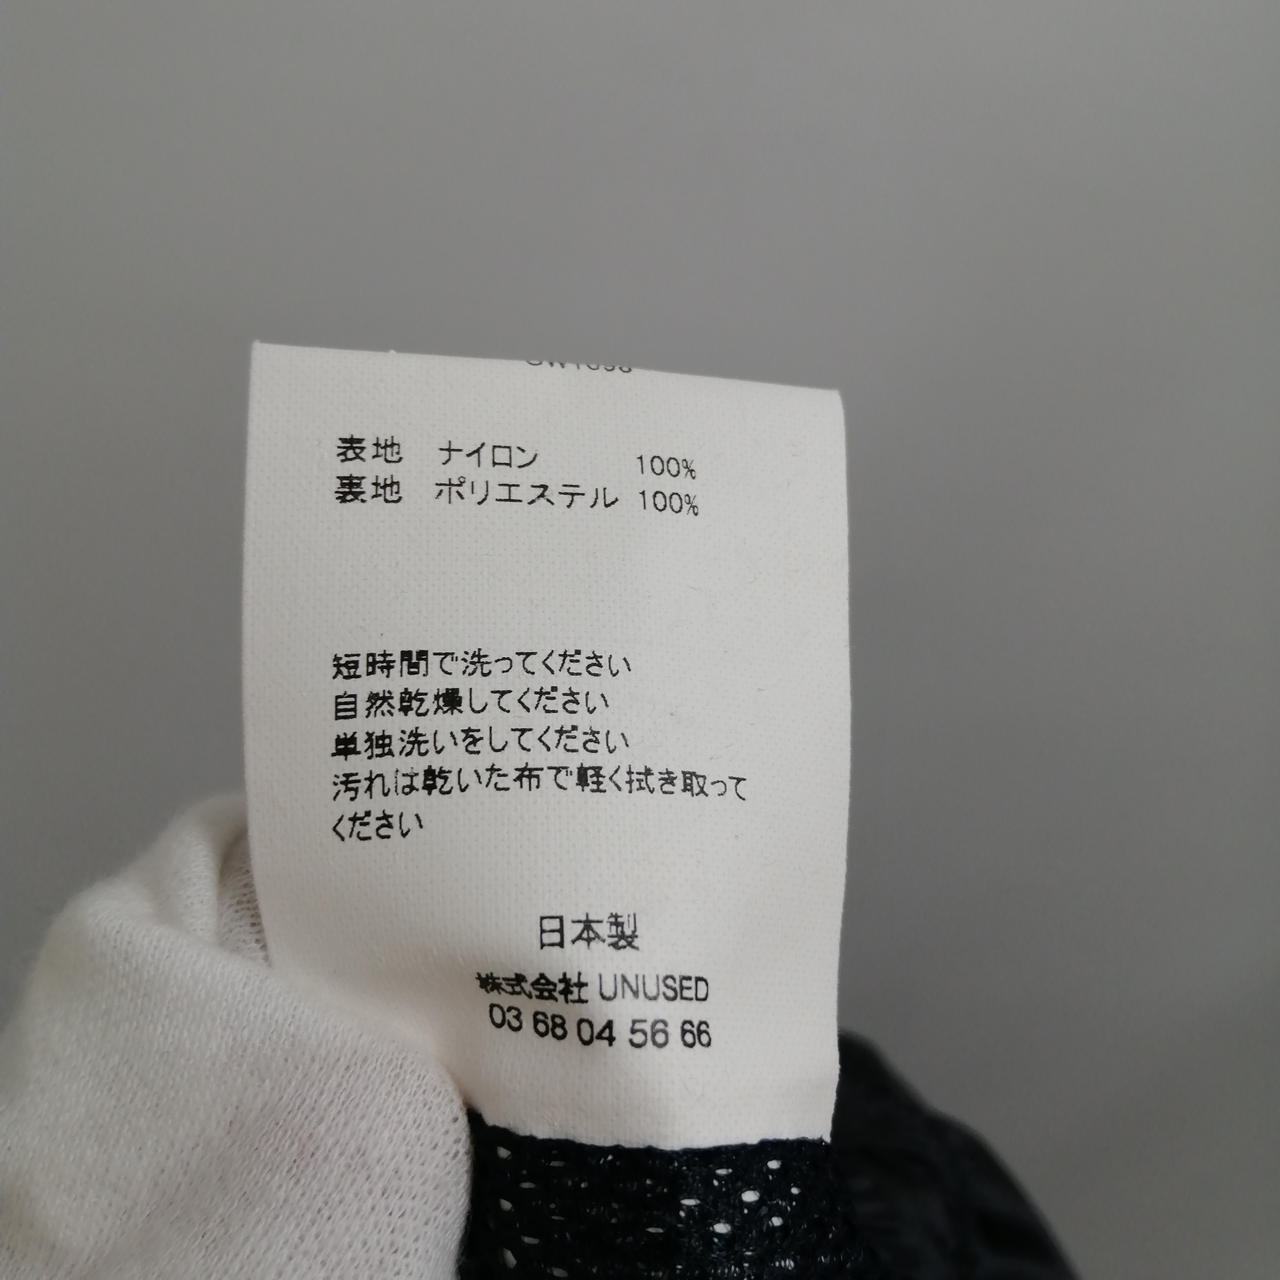 表地 ナイロン 100%
裏地 ポリエステル 100%
短時間で洗ってください
自然乾燥してください
単独洗いをしてください
汚れは乾いた布で軽く拭き取って
ください
日本製
株式会社 UNUSED
03 68 04 56 66